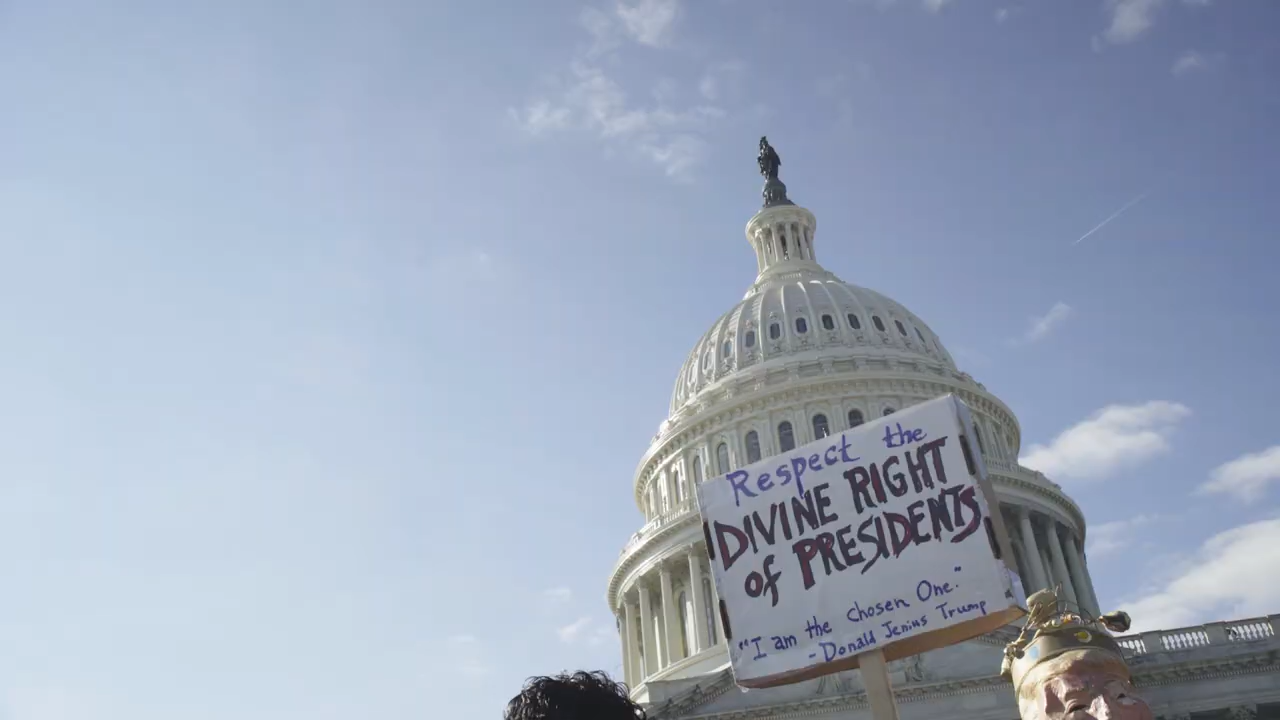 Respect the
DIVINE RIGHT
of PRESIDENTS
"I am the chosen One."
-Donald Jenius Trump